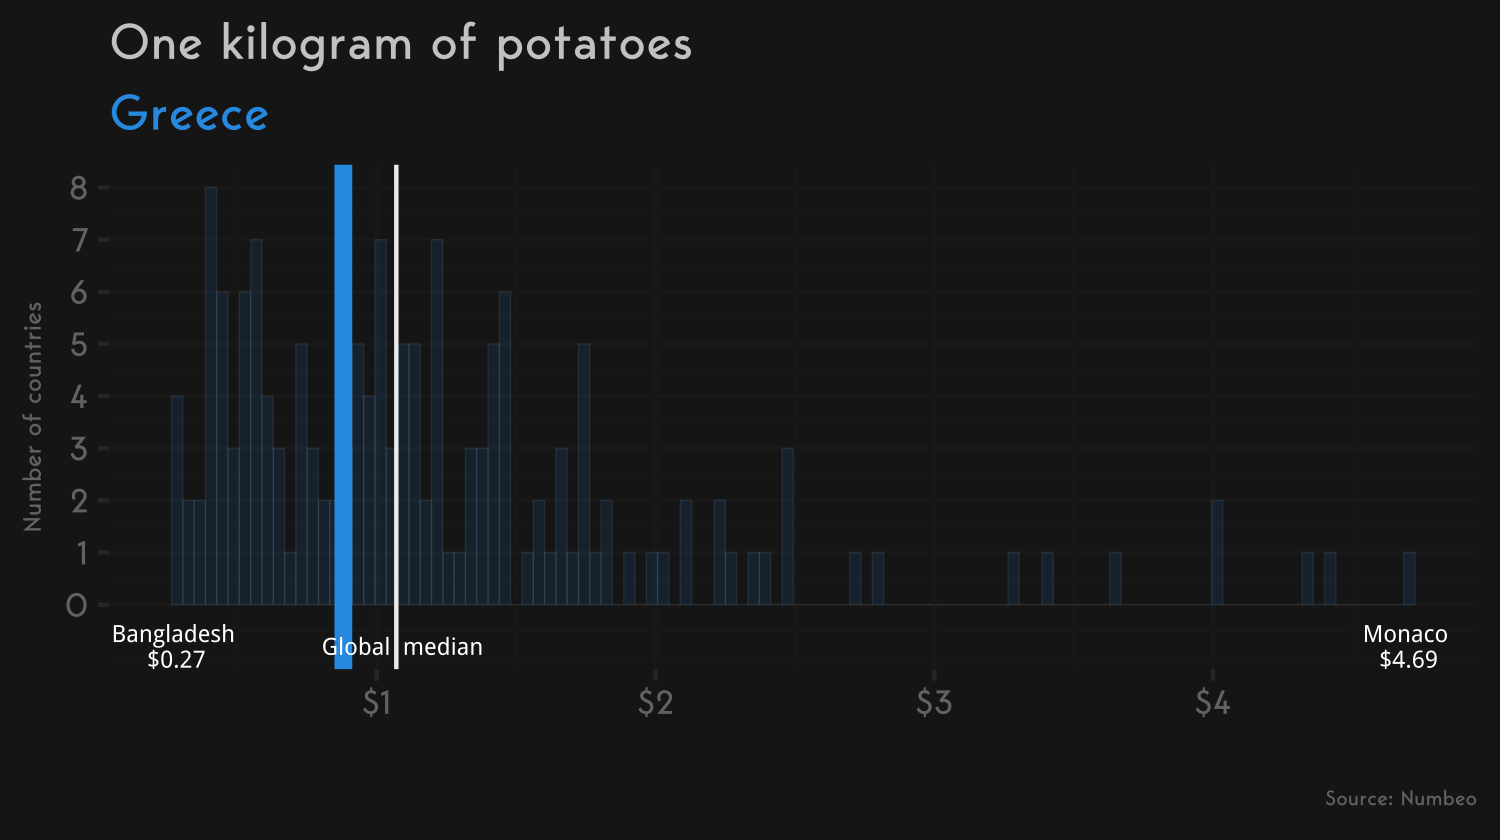 One kilogram of potatoes
Greece
Number of countries
8
7
6
5
4
3
2
1
0
Bangladesh
$0.27
Global median
Monaco
$4.69
$1
$2
$3
$4
Source: Numbeo